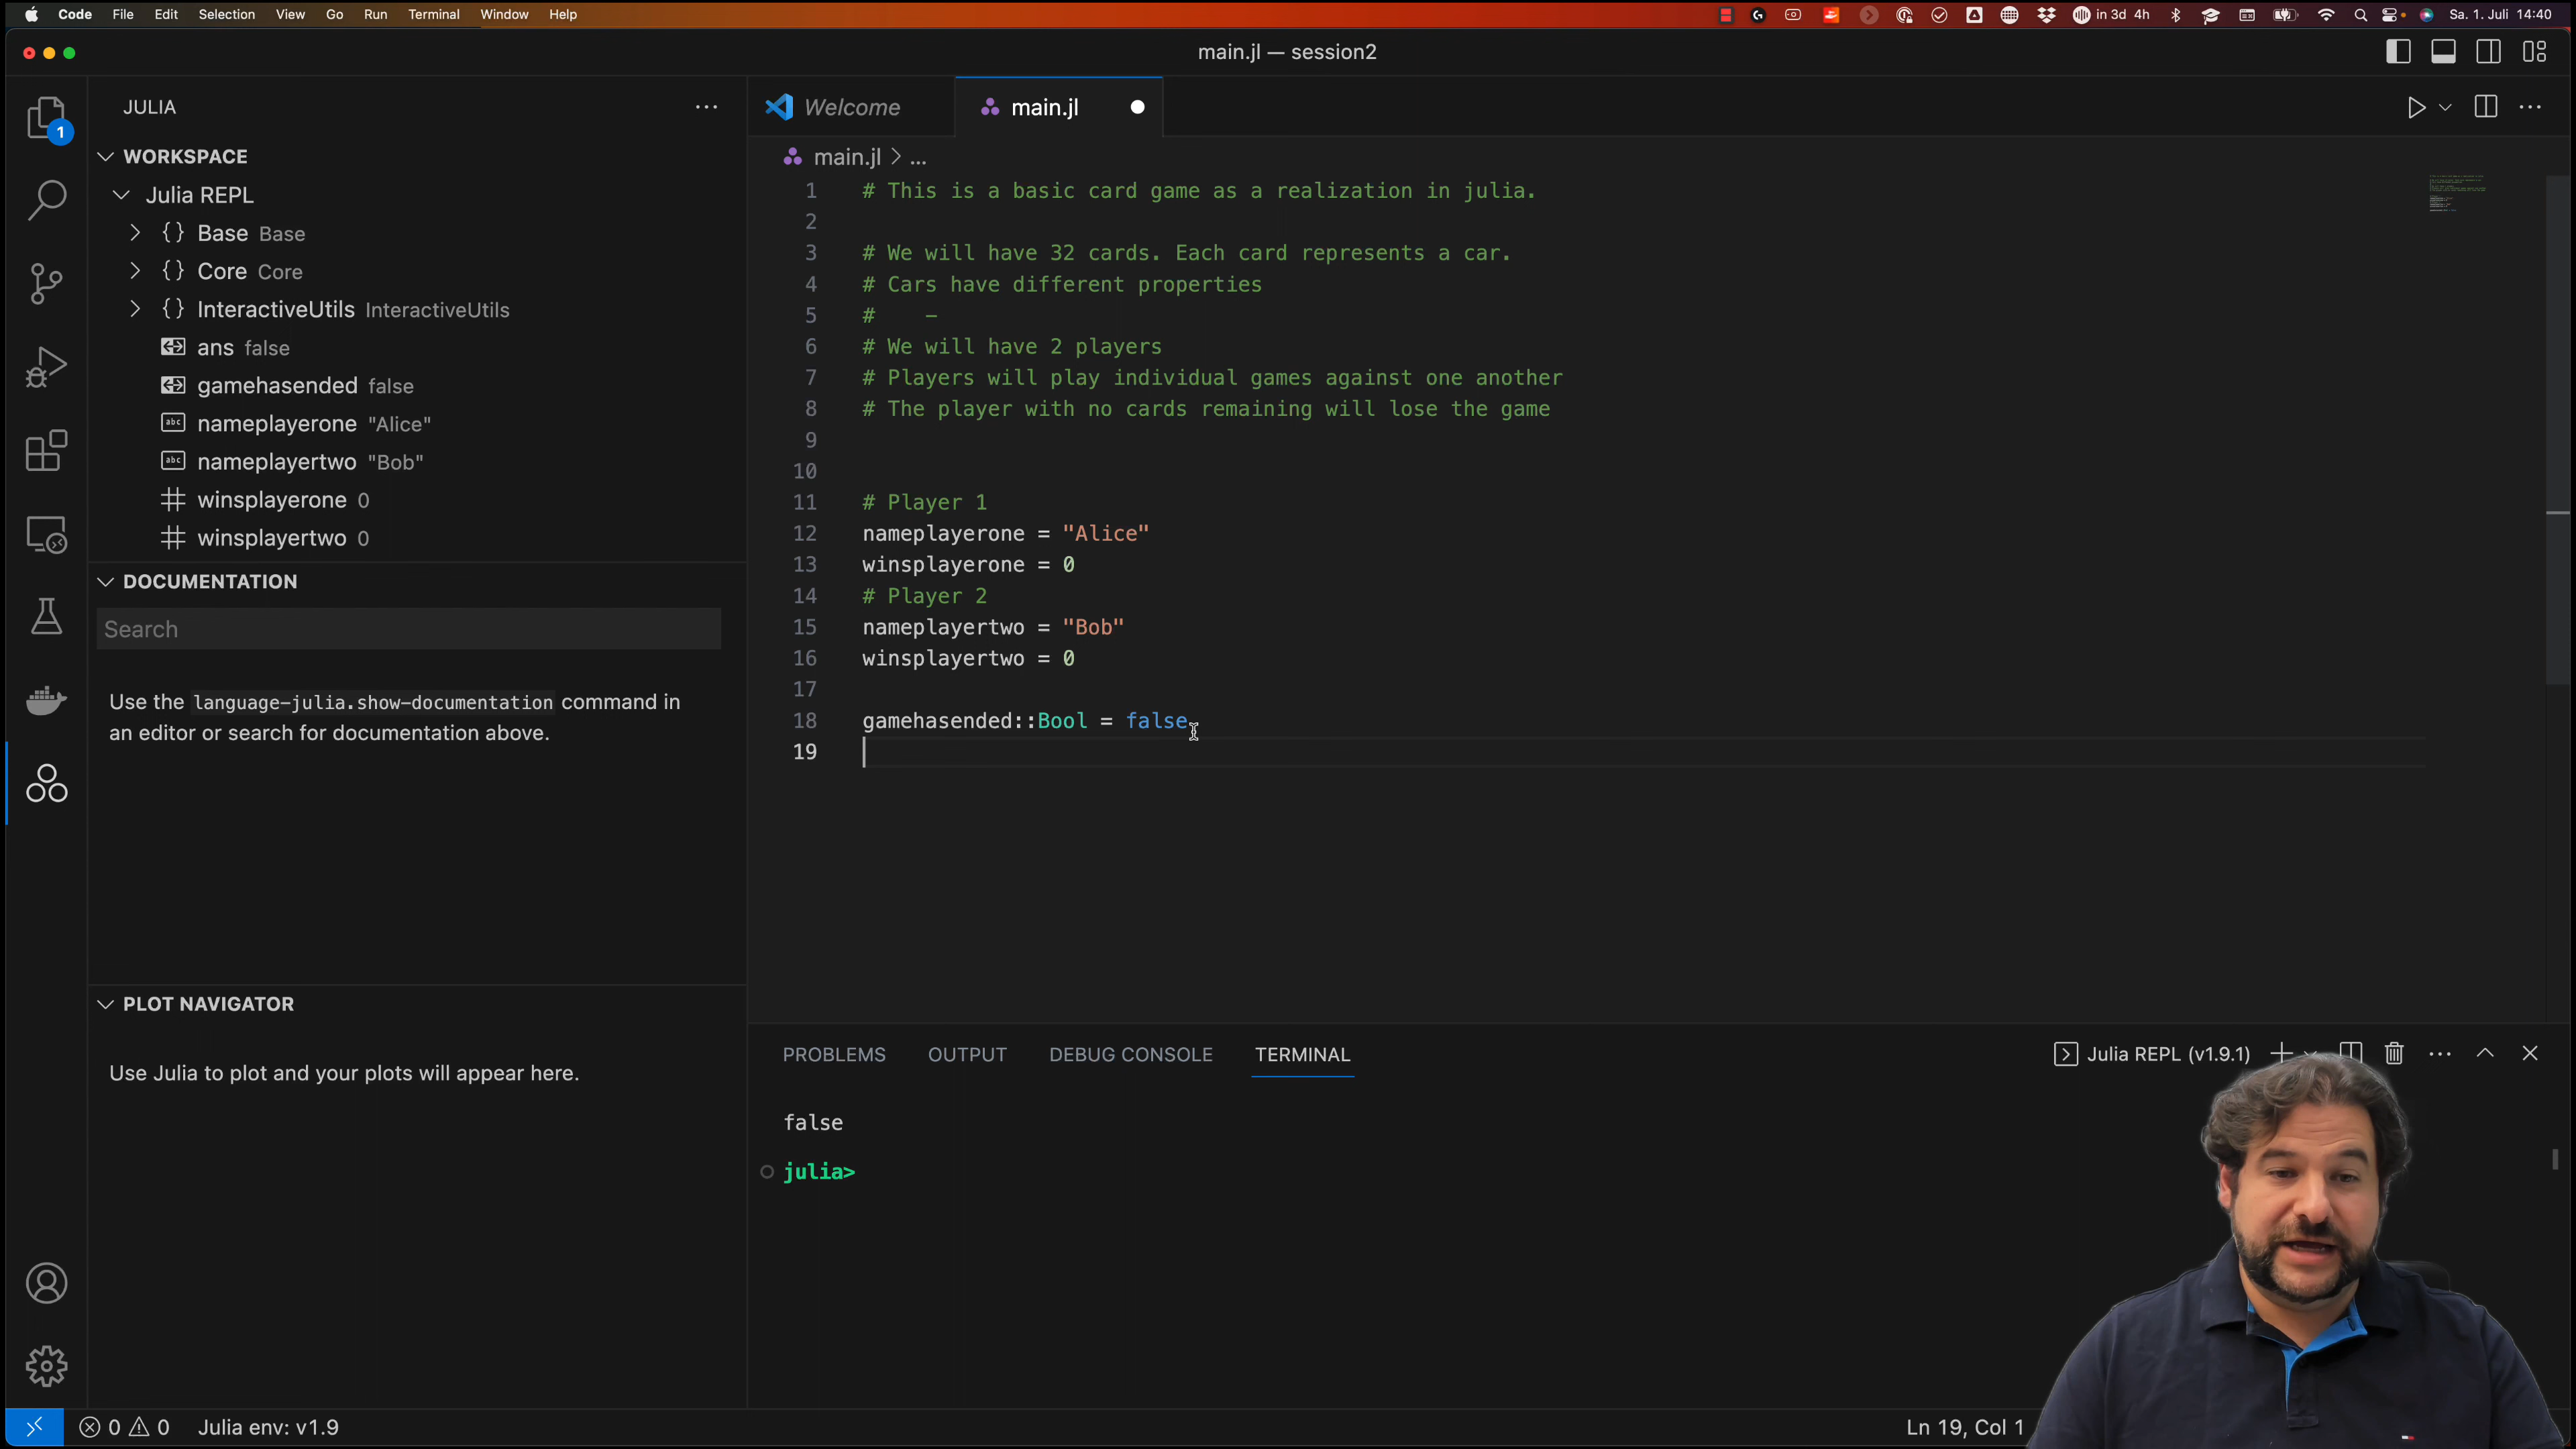 Code File Edit Selection View Go Run Terminal Window Help
in 3d 4h
Sa. 1. Juli 14:40
main.jl — session2
1
JULIA
WORKSPACE
Julia REPL
{} Base Base
{} Core Core
{} InteractiveUtils InteractiveUtils
ans false
gamehasended false
abc nameplayerone "Alice"
abc nameplayertwo "Bob"
winsplayerone 0
winsplayertwo 0
DOCUMENTATION
Search
Use the language-julia.show-documentation command in
an editor or search for documentation above.
PLOT NAVIGATOR
Use Julia to plot and your plots will appear here.
Welcome
main.jl
main.jl > ...
1 # This is a basic card game as a realization in julia.
2
3 # We will have 32 cards. Each card represents a car.
4 # Cars have different properties
5 #    -
6 # We will have 2 players
7 # Players will play individual games against one another
8 # The player with no cards remaining will lose the game
9
10
11 # Player 1
12 nameplayerone = "Alice"
13 winsplayerone = 0
14 # Player 2
15 nameplayertwo = "Bob"
16 winsplayertwo = 0
17
18 gamehasended::Bool = false
19
PROBLEMS OUTPUT DEBUG CONSOLE TERMINAL
Julia REPL (v1.9.1)
false
julia>
0 0 Julia env: v1.9
Ln 19, Col 1